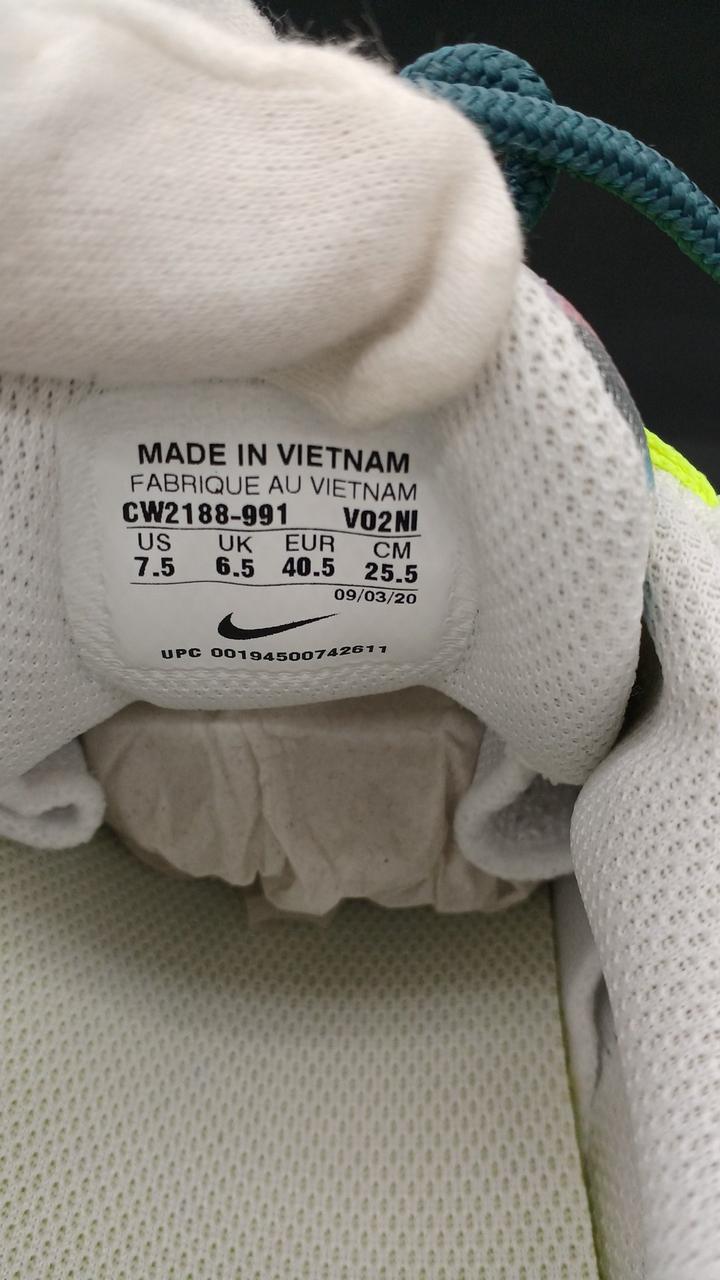 MADE IN VIETNAM
FABRIQUE AU VIETNAM
CW2188-991 VO2NI
US UK EUR CM
7.5 6.5 40.5 25.5
09/03/20
UPC 00194500742611